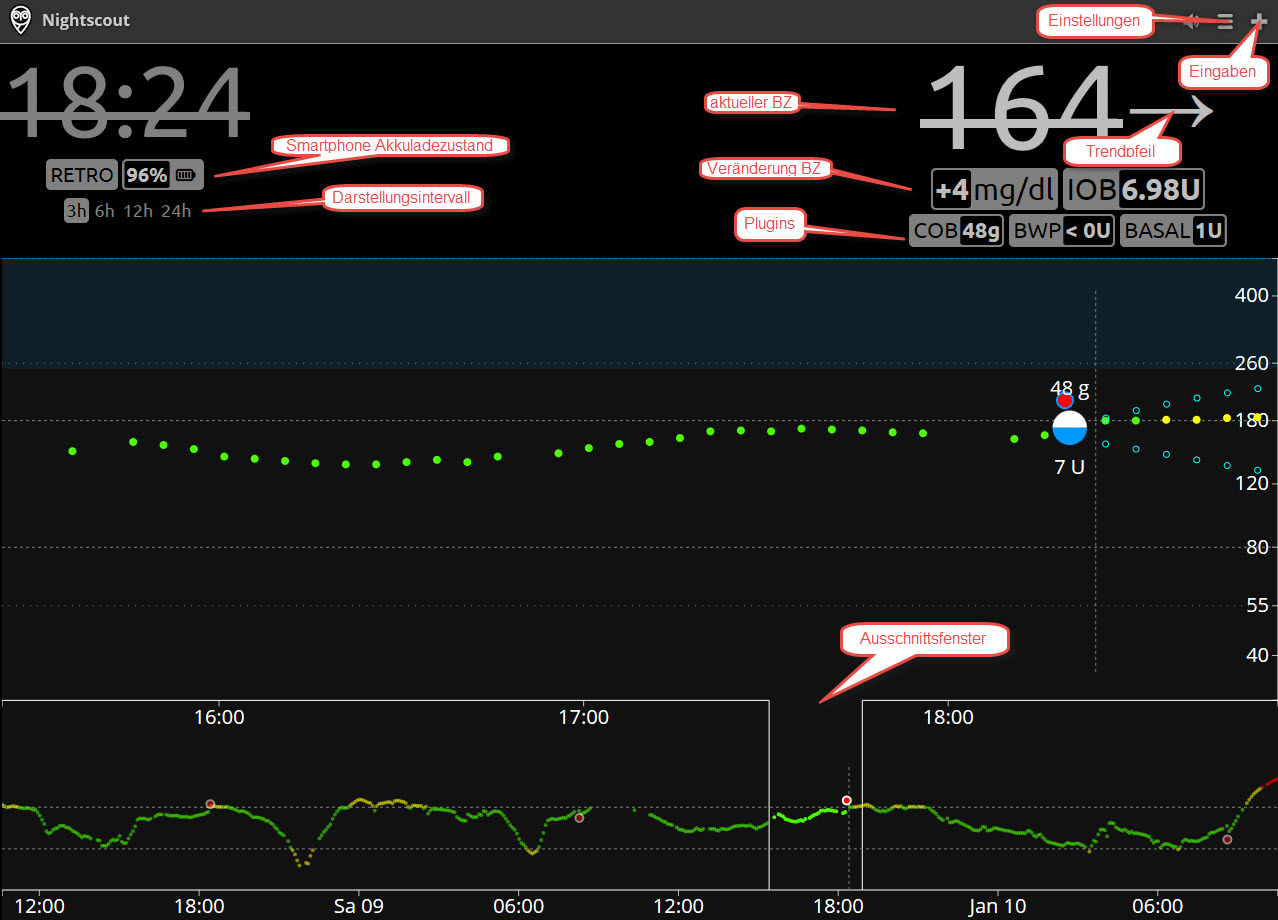 Nightscout
Einstellungen
Eingaben
18:24
aktueller BZ
164
Trendpfeil
Smartphone Akkuladezustand
RETRO 96%
Veränderung BZ
+4 mg/dl IOB 6.98U
Darstellungsintervall
3h 6h 12h 24h
Plugins
COB 48g BWP < 0U BASAL 1U
400
260
48 g
180
7 U
120
80
55
40
Ausschnittsfenster
16:00 17:00 18:00
12:00 18:00 Sa 09 06:00 12:00 18:00 Jan 10 06:00